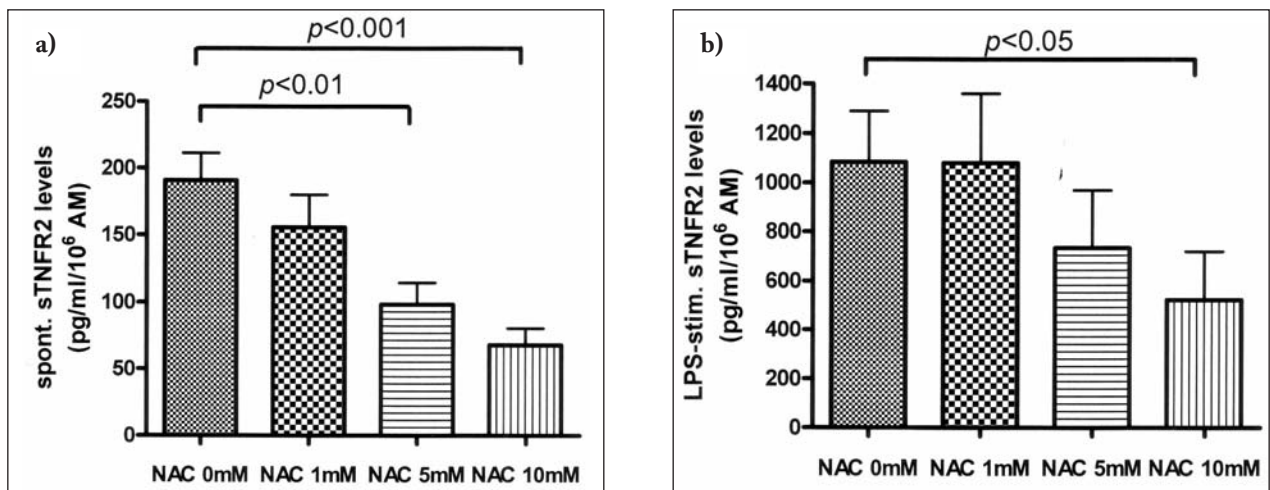 a)
p<0.001
p<0.01
250
200
150
100
50
0
spont. sTNFR2 levels
(pg/ml/10⁶ AM)
NAC 0mM NAC 1mM NAC 5mM NAC 10mM
b)
p<0.05
1400
1200
1000
800
600
400
200
0
LPS-stim. sTNFR2 levels
(pg/ml/10⁶ AM)
NAC 0mM NAC 1mM NAC 5mM NAC 10mM